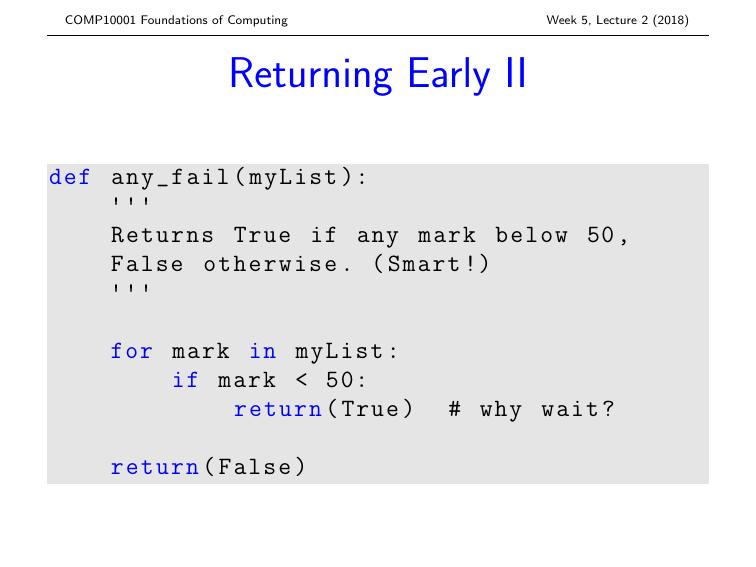 COMP10001 Foundations of Computing Week 5, Lecture 2 (2018)
Returning Early II
def any_fail(myList):
    '''
    Returns True if any mark below 50,
    False otherwise. (Smart!)
    '''
    for mark in myList:
        if mark < 50:
            return(True)  # why wait?
    return(False)